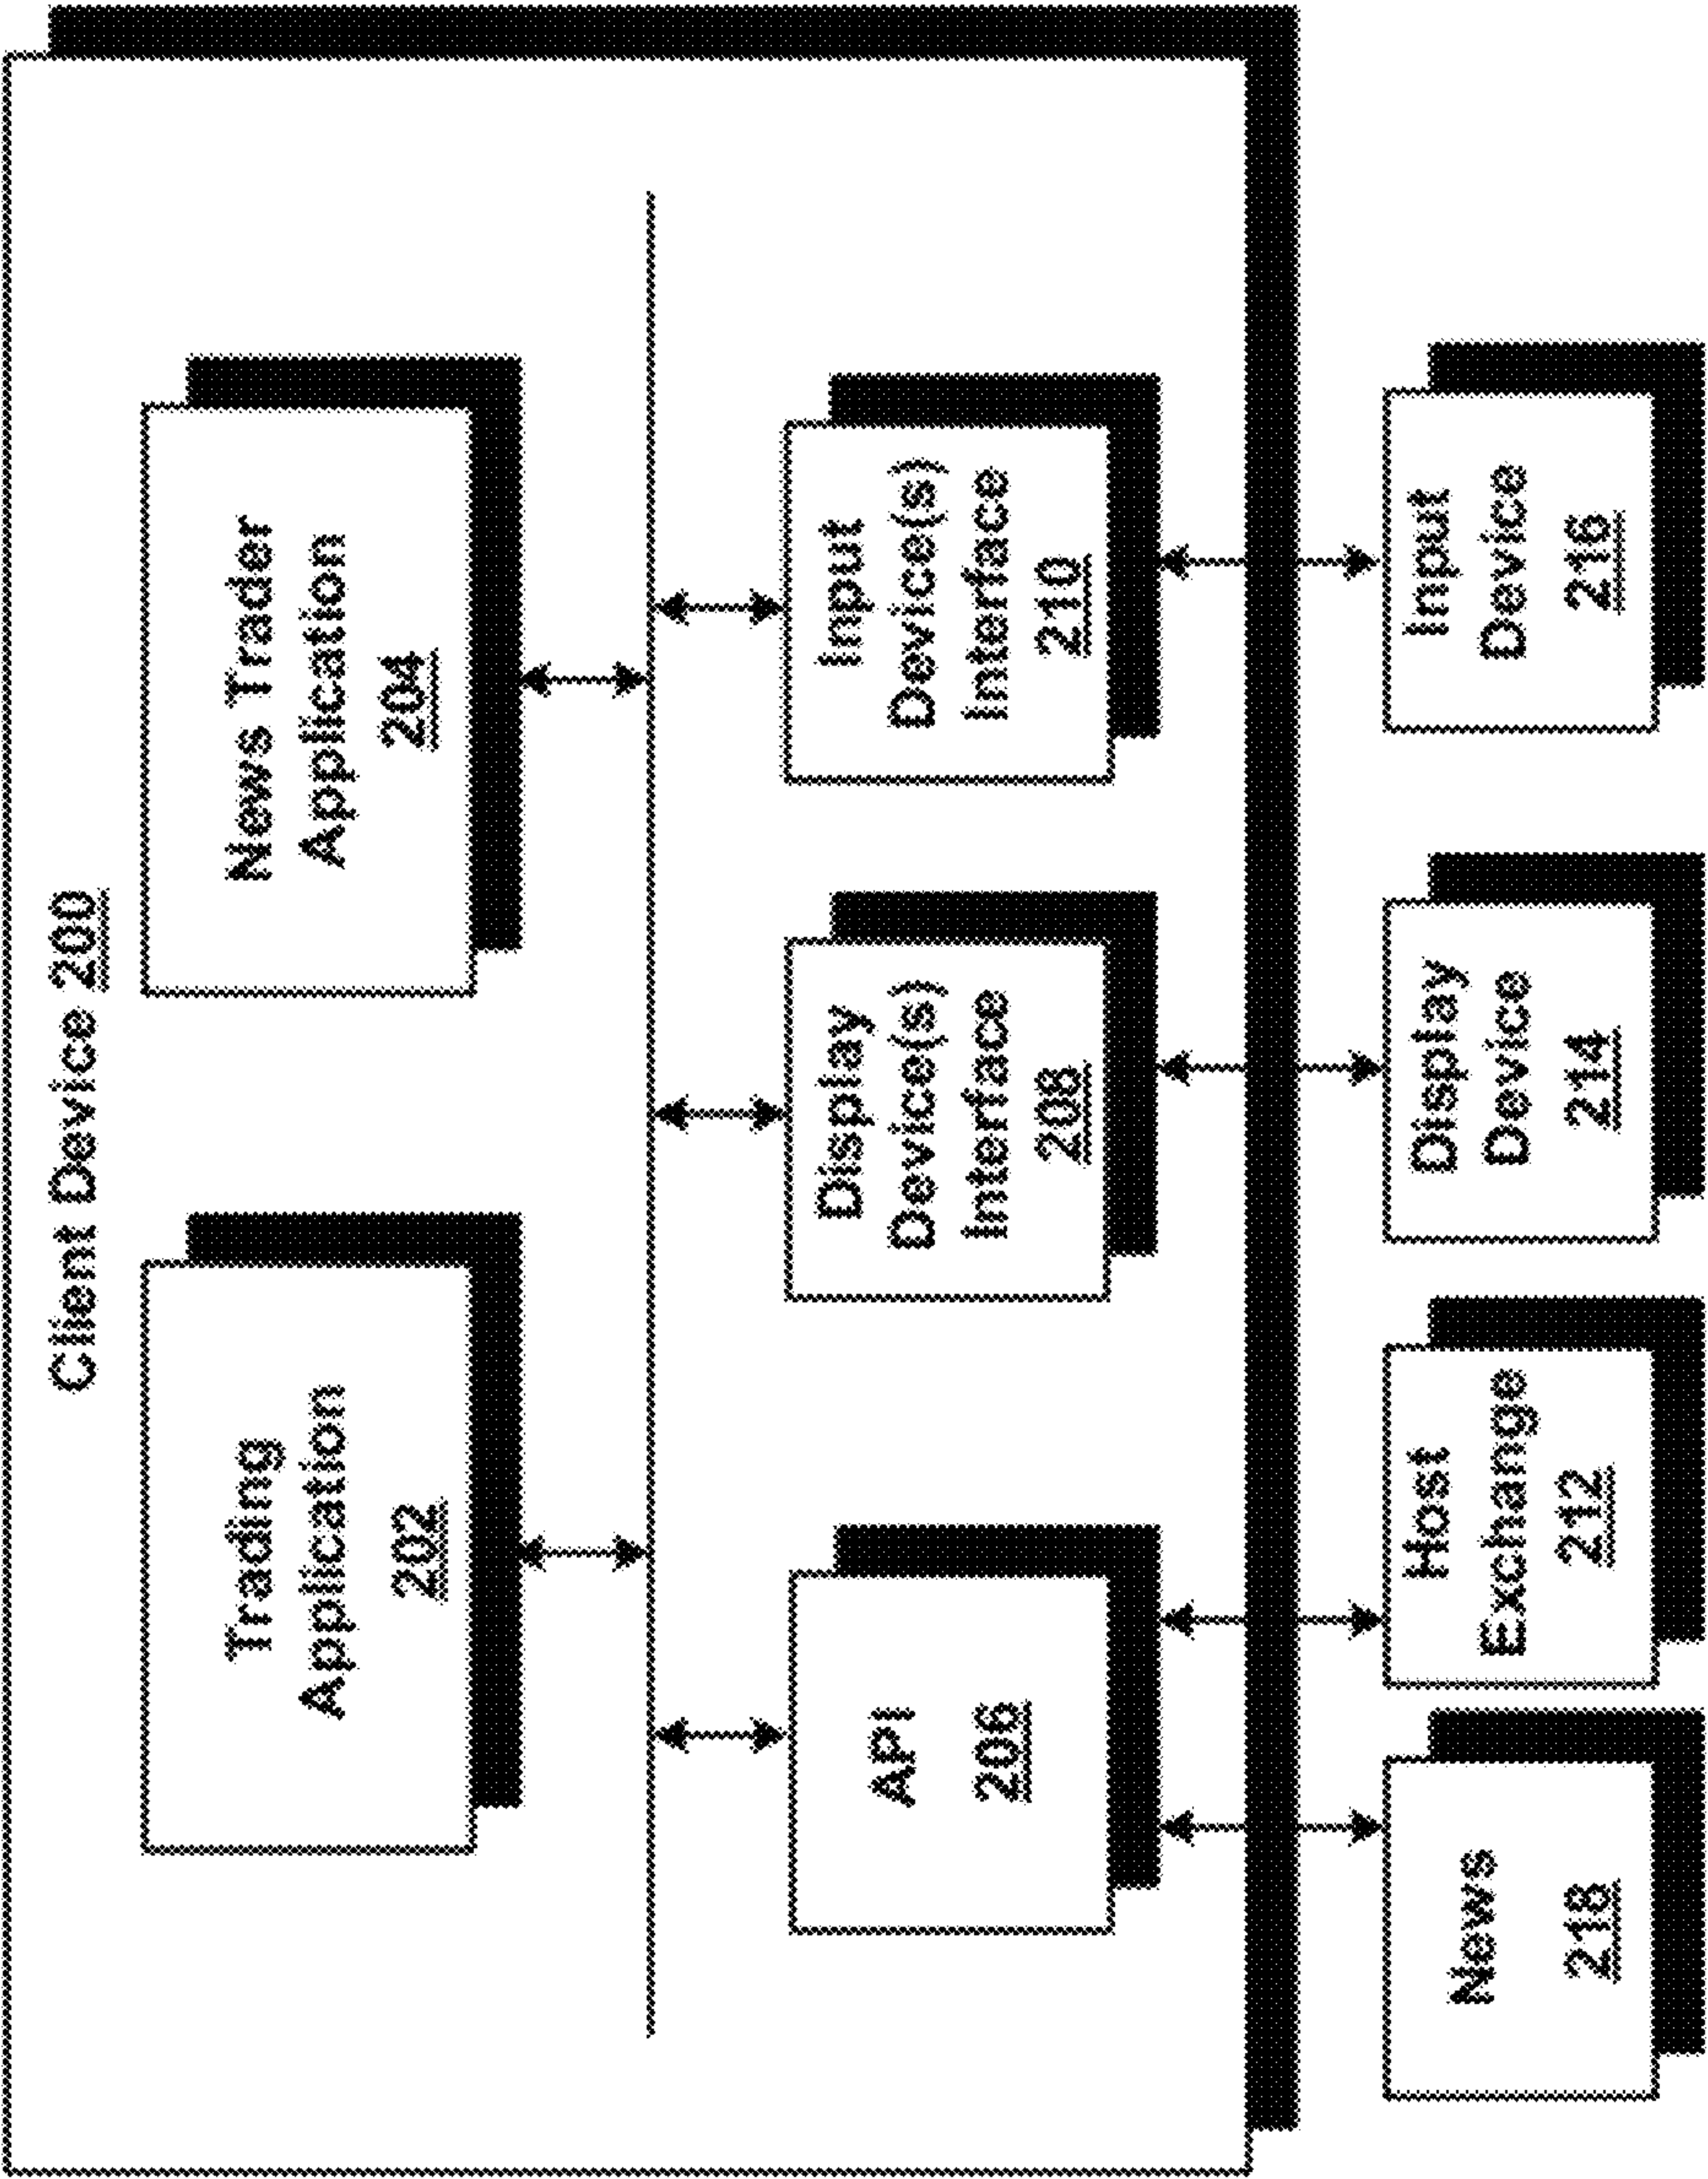 Client Device 200
Trading
Application
202
News Trader
Application
204
API
206
Display
Device(s)
Interface
208
Input
Device(s)
Interface
210
News
218
Host
Exchange
212
Display
Device
214
Input
Device
216